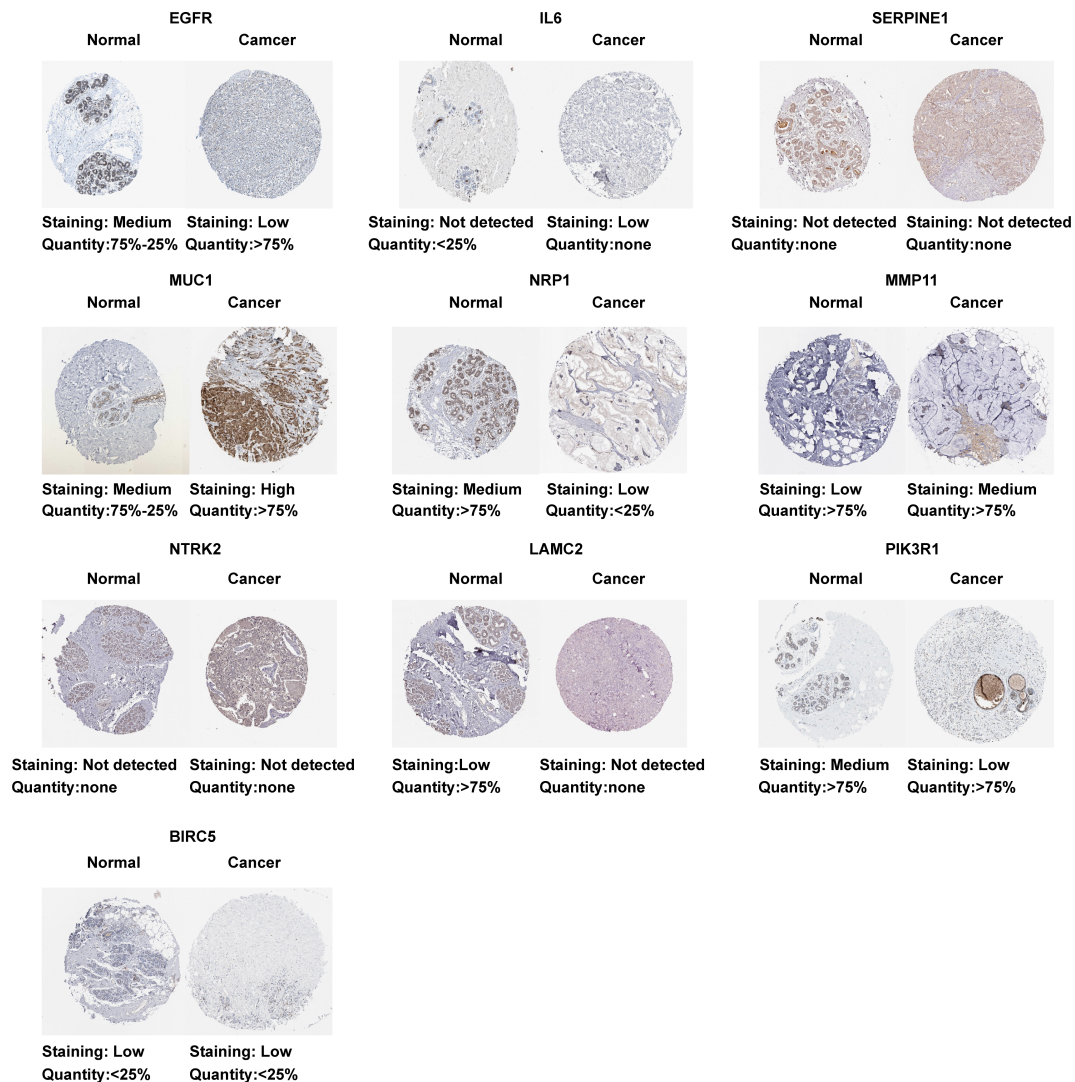 EGFR
Normal Camcer
Staining: Medium Staining: Low
Quantity:75%-25% Quantity:>75%
IL6
Normal Cancer
Staining: Not detected Staining: Low
Quantity:<25% Quantity:none
SERPINE1
Normal Cancer
Staining: Not detected Staining: Not detected
Quantity:none Quantity:none
MUC1
Normal Cancer
Staining: Medium Staining: High
Quantity:75%-25% Quantity:>75%
NRP1
Normal Cancer
Staining: Medium Staining: Low
Quantity:>75% Quantity:<25%
MMP11
Normal Cancer
Staining: Low Staining: Medium
Quantity:>75% Quantity:>75%
NTRK2
Normal Cancer
Staining: Not detected Staining: Not detected
Quantity:none Quantity:none
LAMC2
Normal Cancer
Staining:Low Staining: Not detected
Quantity:>75% Quantity:none
PIK3R1
Normal Cancer
Staining: Medium Staining: Low
Quantity:>75% Quantity:>75%
BIRC5
Normal Cancer
Staining: Low Staining: Low
Quantity:<25% Quantity:<25%